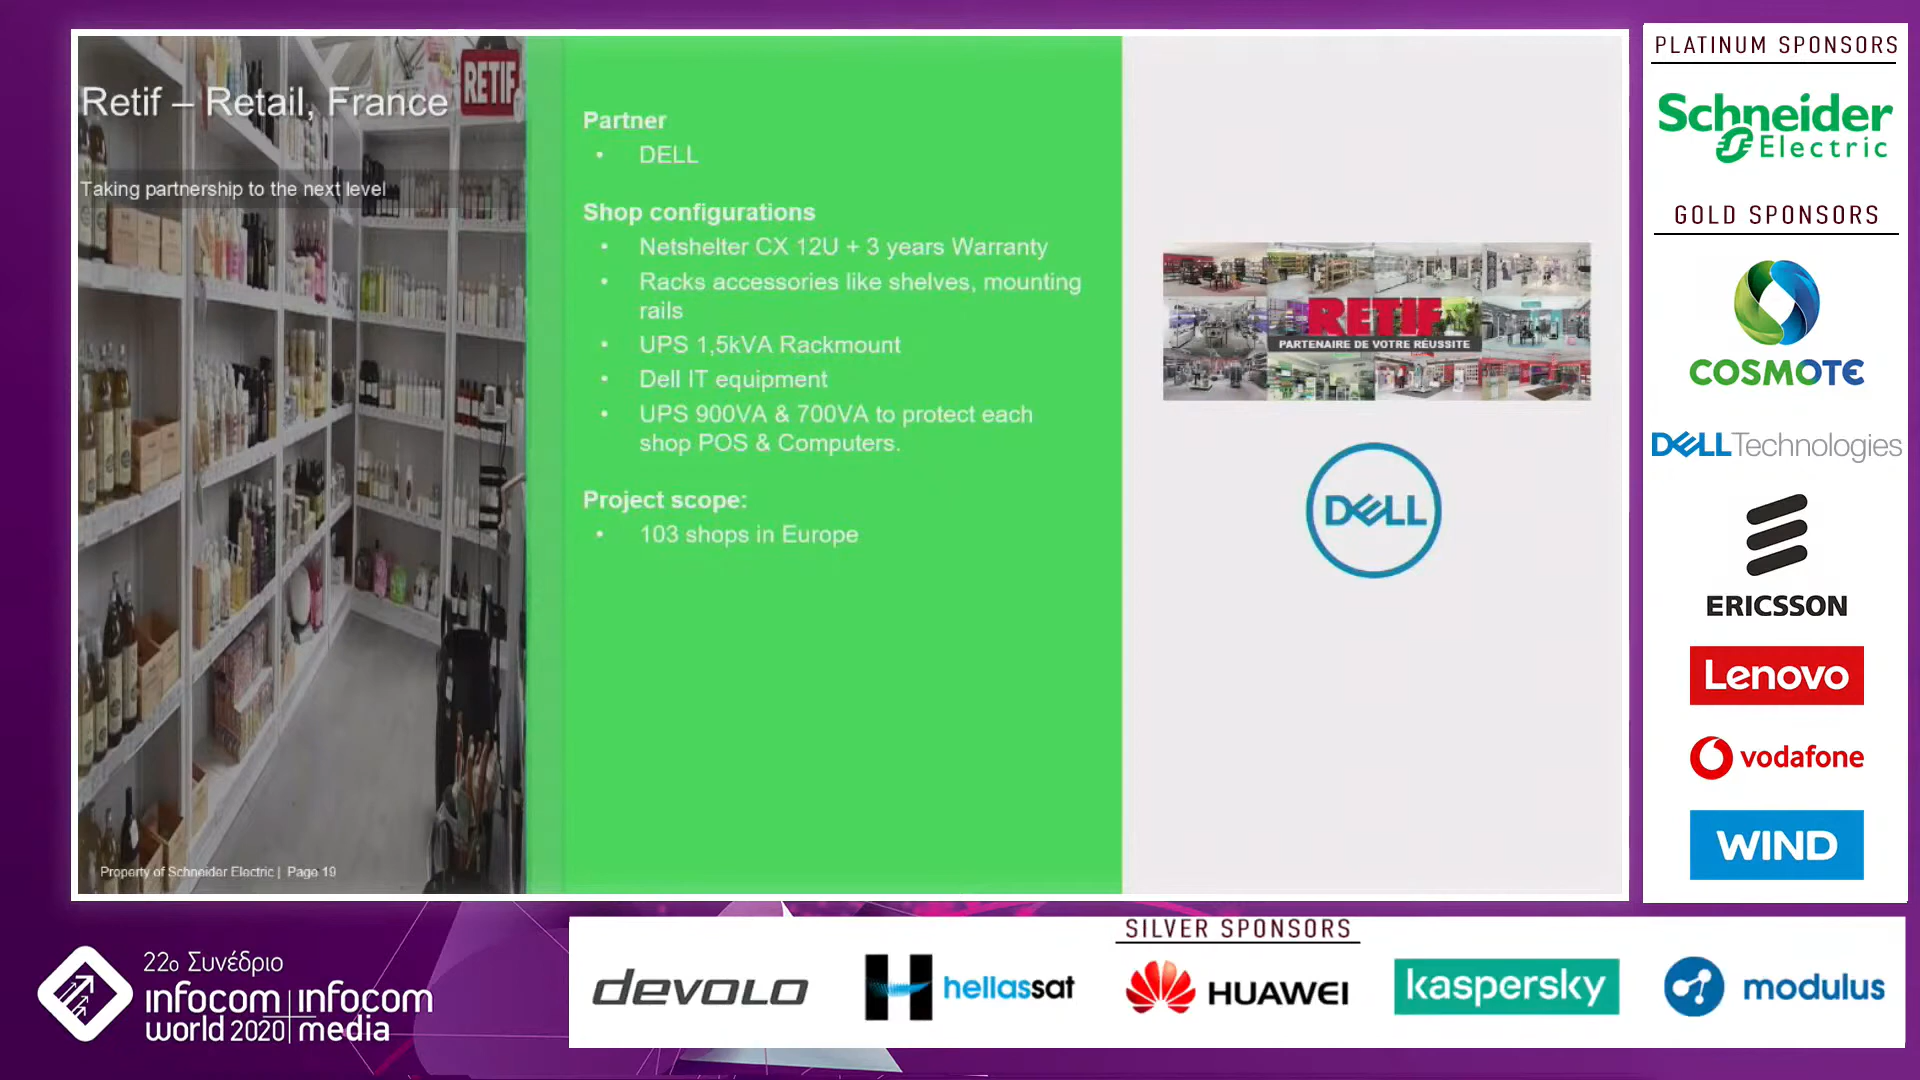 Retif – Retail, France
RETIF
Taking partnership to the next level
Partner
• DELL
Shop configurations
• Netshelter CX 12U + 3 years Warranty
• Racks accessories like shelves, mounting
rails
• UPS 1,5kVA Rackmount
• Dell IT equipment
• UPS 900VA & 700VA to protect each
shop POS & Computers.
Project scope:
• 103 shops in Europe
RETIF
PARTENAIRE DE VOTRE RÉUSSITE
DELL
Property of Schneider Electric | Page 19
PLATINUM SPONSORS
Schneider
Electric
GOLD SPONSORS
COSMOTE
DELL Technologies
ERICSSON
Lenovo
vodafone
WIND
22ο Συνέδριο
infocom infocom
world 2020 media
SILVER SPONSORS
devolo
hellassat
HUAWEI
kaspersky
modulus